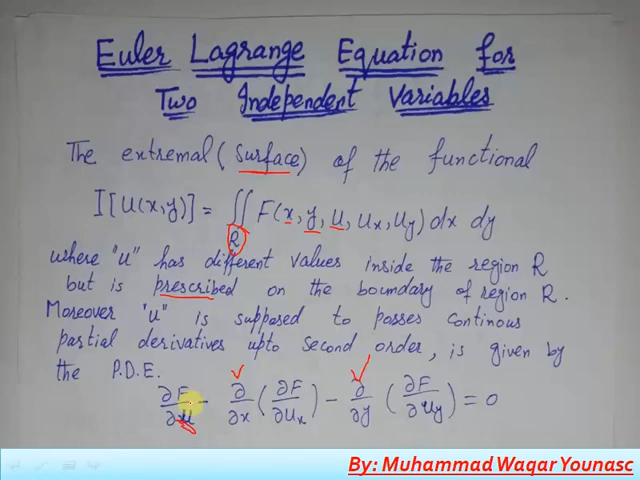 Euler Lagrange Equation for
Two Independent Variables
The extremal (surface) of the functional
I[u(x,y)] = ∬ F(x, y, u, ux, uy) dx dy
R
where "u" has different values inside the region R
but is prescribed on the boundary of region R.
Moreover "u" is supposed to posses continous
partial derivatives upto second order, is given by
the P.D.E.
∂F/∂u - ∂/∂x (∂F/∂ux) - ∂/∂y (∂F/∂uy) = 0
By: Muhammad Waqar Younasc